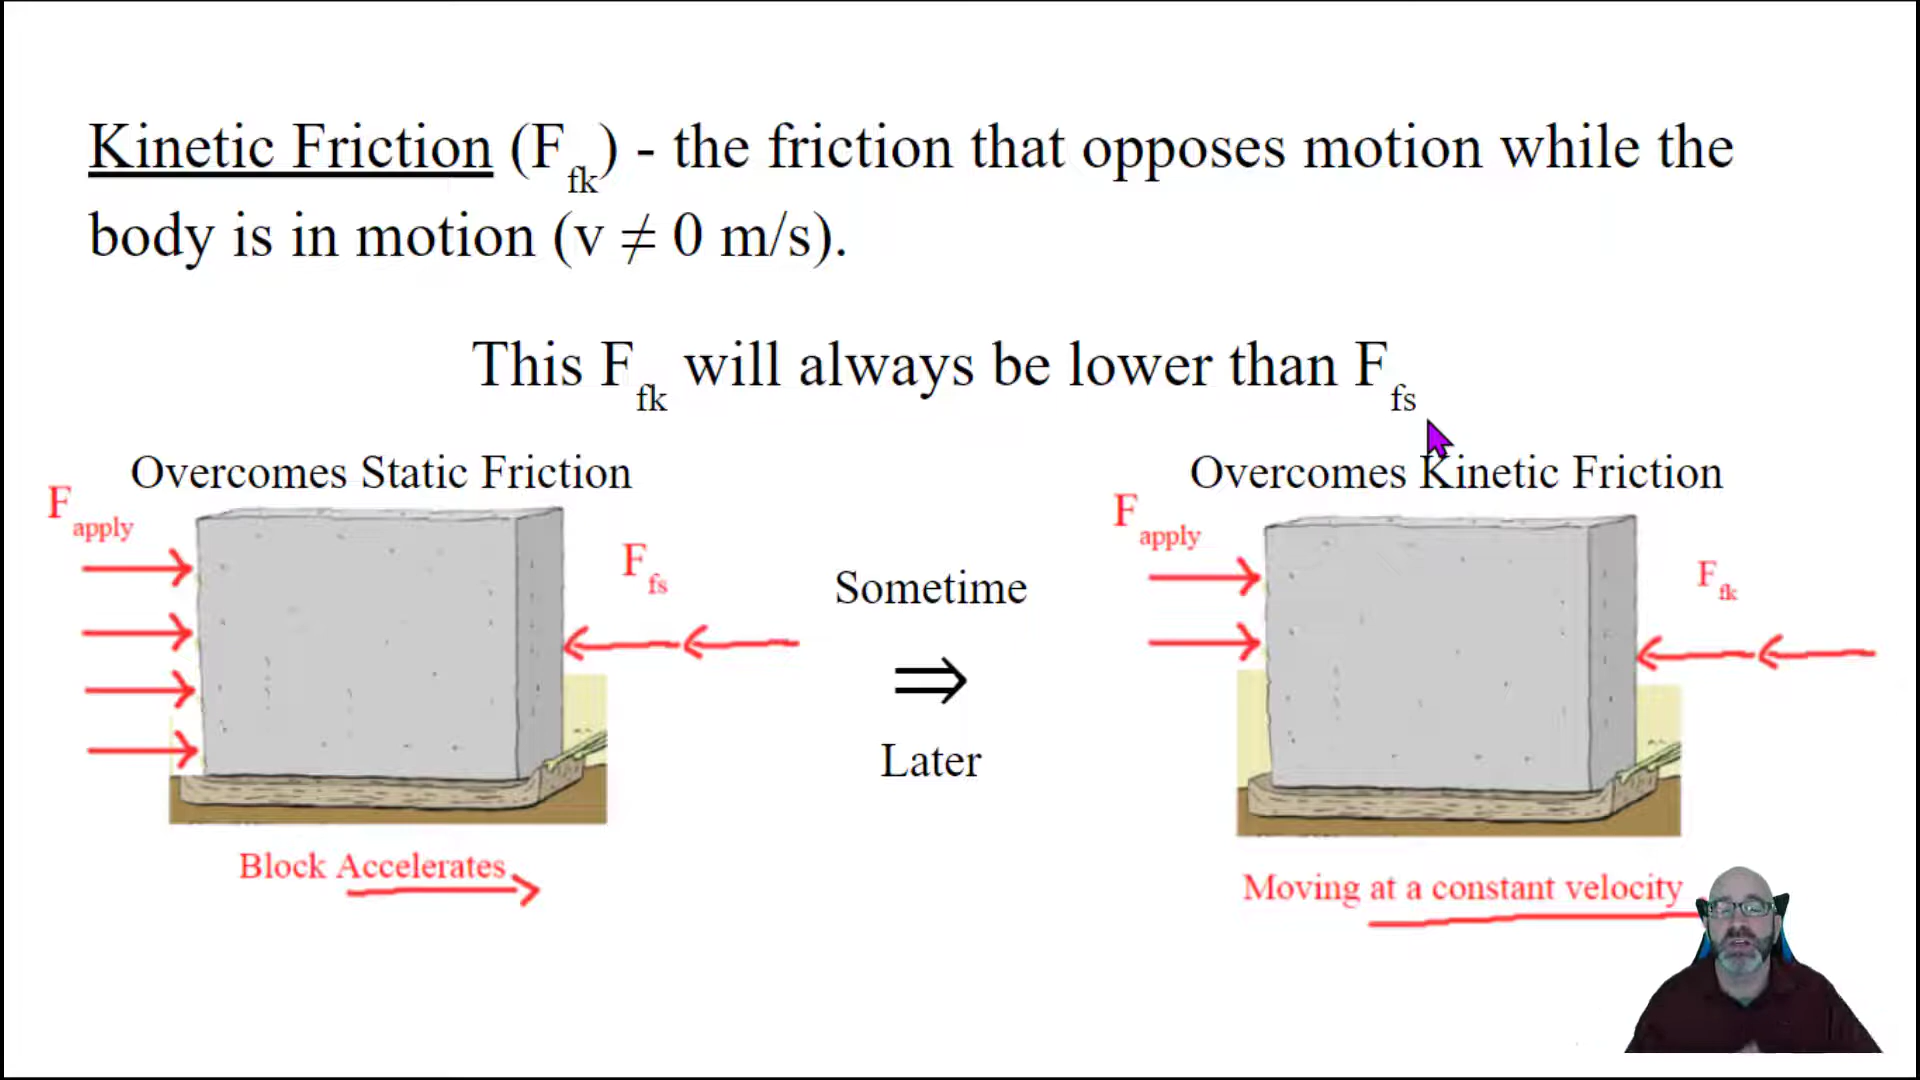 Kinetic Friction (Ffk) - the friction that opposes motion while the
body is in motion (v ≠ 0 m/s).
This Ffk will always be lower than Ffs
Overcomes Static Friction
Fapply
Ffs
Block Accelerates
Sometime
⇒
Later
Overcomes Kinetic Friction
Fapply
Ffk
Moving at a constant velocity